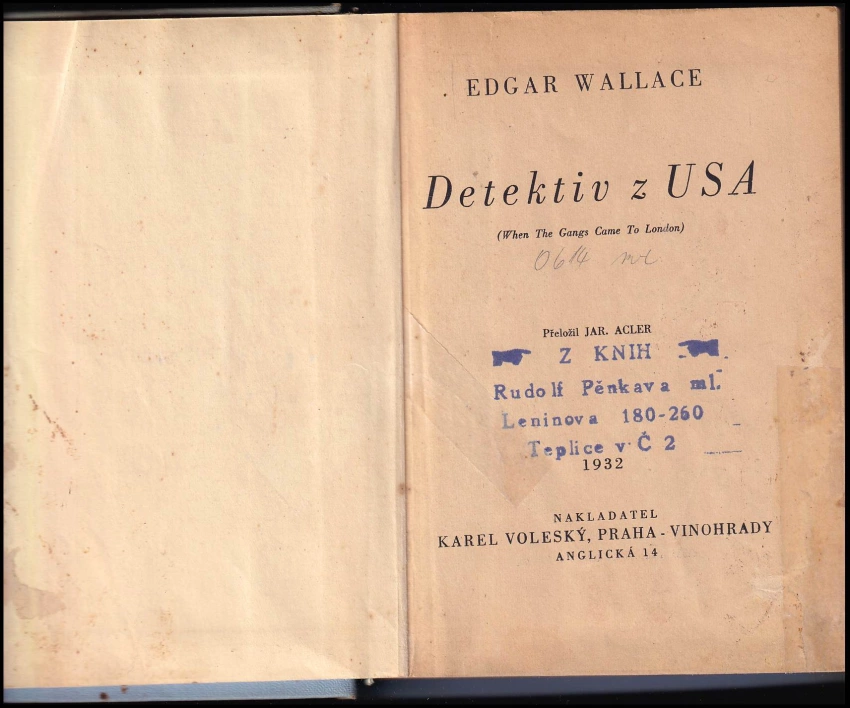 EDGAR WALLACE
Detektiv z USA
(When The Gangs Came To London)
Přeložil JAR. ACLER
Z KNIH
Rudolf Pěnkava ml.
Leninova 180-260
Teplice v Č 2
1932
NAKLADATEL
KAREL VOLESKÝ, PRAHA - VINOHRADY
ANGLICKÁ 14